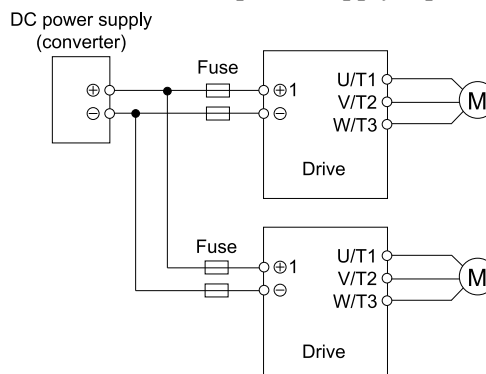 DC power supply
(converter)
⊕
⊖
Fuse
⊕1
⊖
U/T1
V/T2
W/T3
M
Drive
Fuse
⊕1
⊖
U/T1
V/T2
W/T3
M
Drive